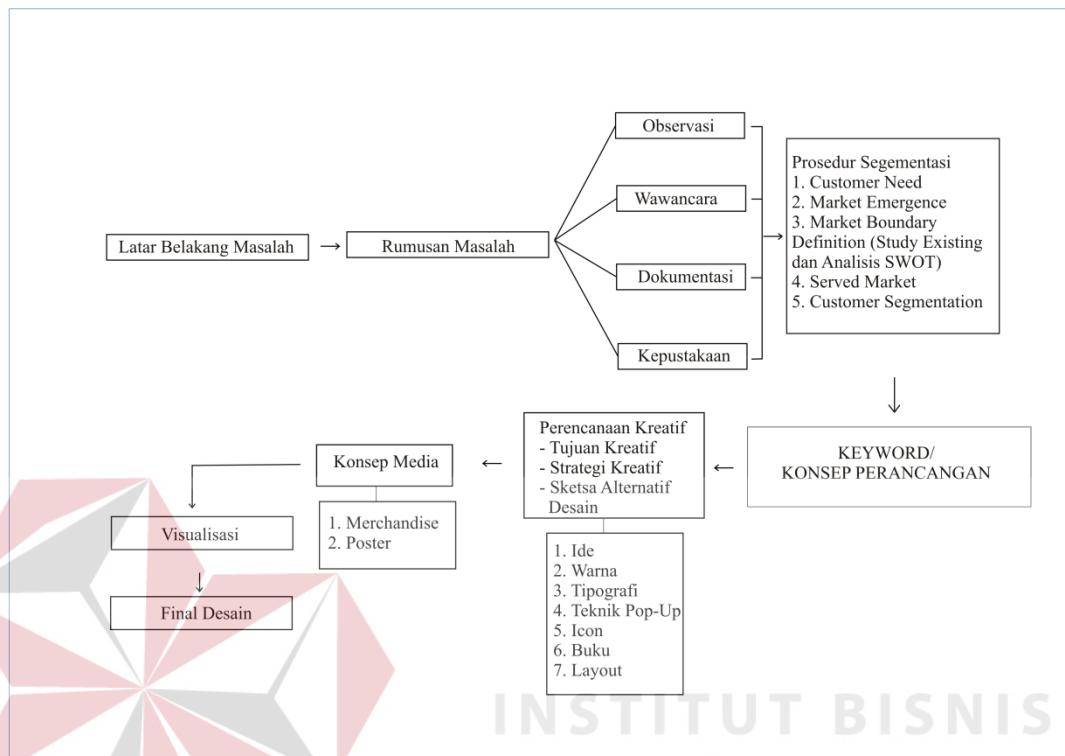 Observasi
Wawancara
Latar Belakang Masalah
Rumusan Masalah
Dokumentasi
Kepustakaan
Prosedur Segementasi
1. Customer Need
2. Market Emergence
3. Market Boundary
Definition (Study Existing
dan Analisis SWOT)
4. Served Market
5. Customer Segmentation
KEYWORD/
KONSEP PERANCANGAN
Perencanaan Kreatif
- Tujuan Kreatif
- Strategi Kreatif
- Sketsa Alternatif
Desain
1. Ide
2. Warna
3. Tipografi
4. Teknik Pop-Up
5. Icon
6. Buku
7. Layout
Konsep Media
1. Merchandise
2. Poster
Visualisasi
Final Desain
INSTITUT BISNIS